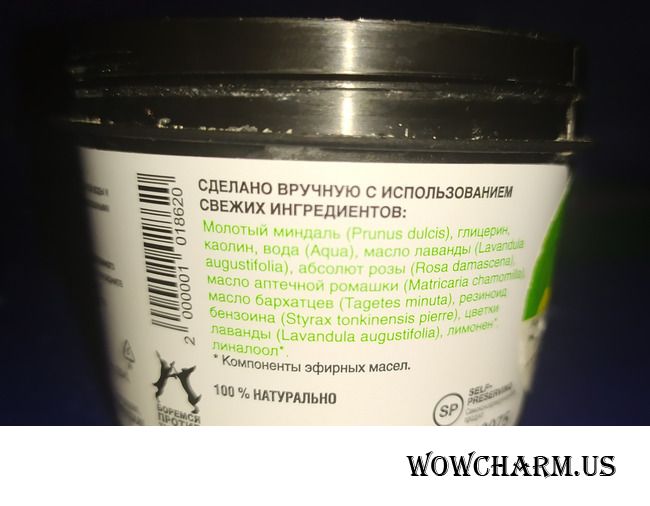 СДЕЛАНО ВРУЧНУЮ С ИСПОЛЬЗОВАНИЕМ
СВЕЖИХ ИНГРЕДИЕНТОВ:
Молотый миндаль (Prunus dulcis), глицерин,
каолин, вода (Aqua), масло лаванды (Lavandula
augustifolia), абсолют розы (Rosa damascena),
масло аптечной ромашки (Matricaria chamomilla),
масло бархатцев (Tagetes minuta), резиноид
бензоина (Styrax tonkinensis pierre), цветки
лаванды (Lavandula augustifolia), лимонен*,
линалоол*.
* Компоненты эфирных масел.
100 % НАТУРАЛЬНО
2 000001 018620
БОРЕМСЯ
ПРОТИВ
SP
SELF-
PRESERVING
WOWCHARM.US